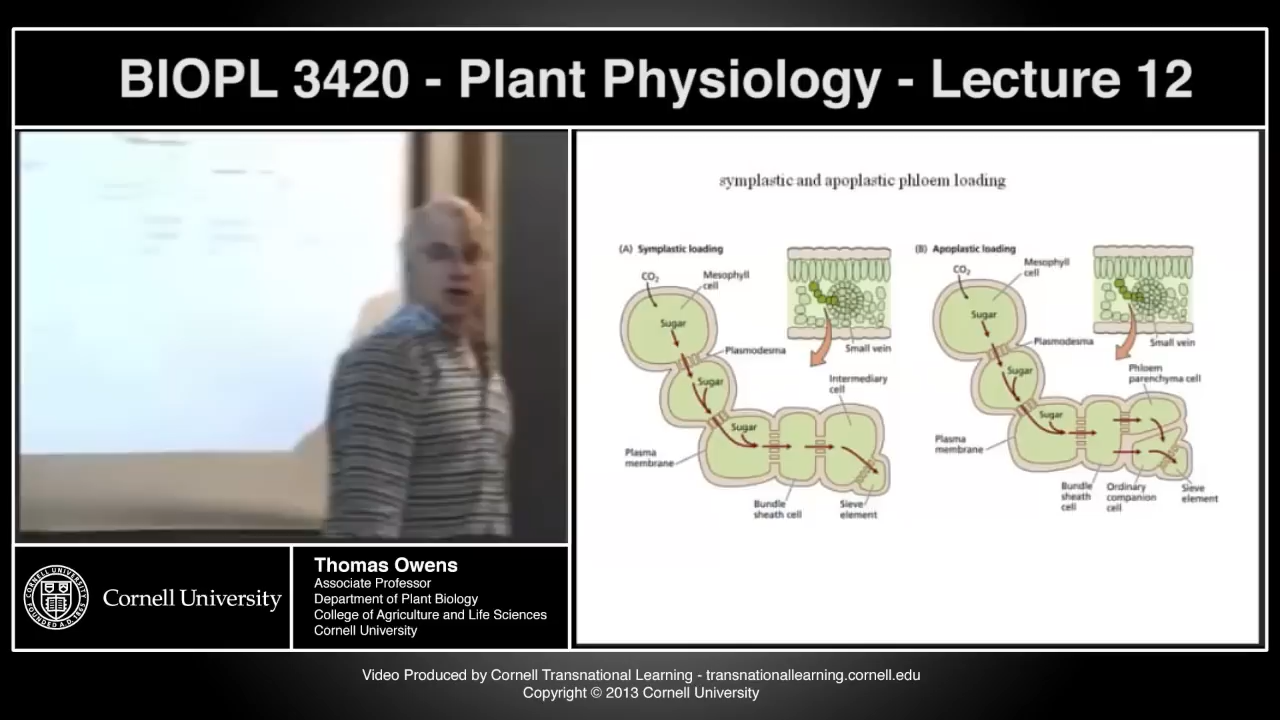 BIOPL 3420 - Plant Physiology - Lecture 12
symplastic and apoplastic phloem loading
(A) Symplastic loading
CO2
Mesophyll
cell
Sugar
Plasmodesma
Small vein
Sugar
Intermediary
cell
Sugar
Plasma
membrane
Bundle
sheath cell
Sieve
element
(B) Apoplastic loading
CO2
Mesophyll
cell
Sugar
Plasmodesma
Small vein
Sugar
Phloem
parenchyma cell
Sugar
Plasma
membrane
Bundle
sheath
cell
Ordinary
companion
cell
Sieve
element
Cornell University
Thomas Owens
Associate Professor
Department of Plant Biology
College of Agriculture and Life Sciences
Cornell University
Video Produced by Cornell Transnational Learning - transnationallearning.cornell.edu
Copyright © 2013 Cornell University